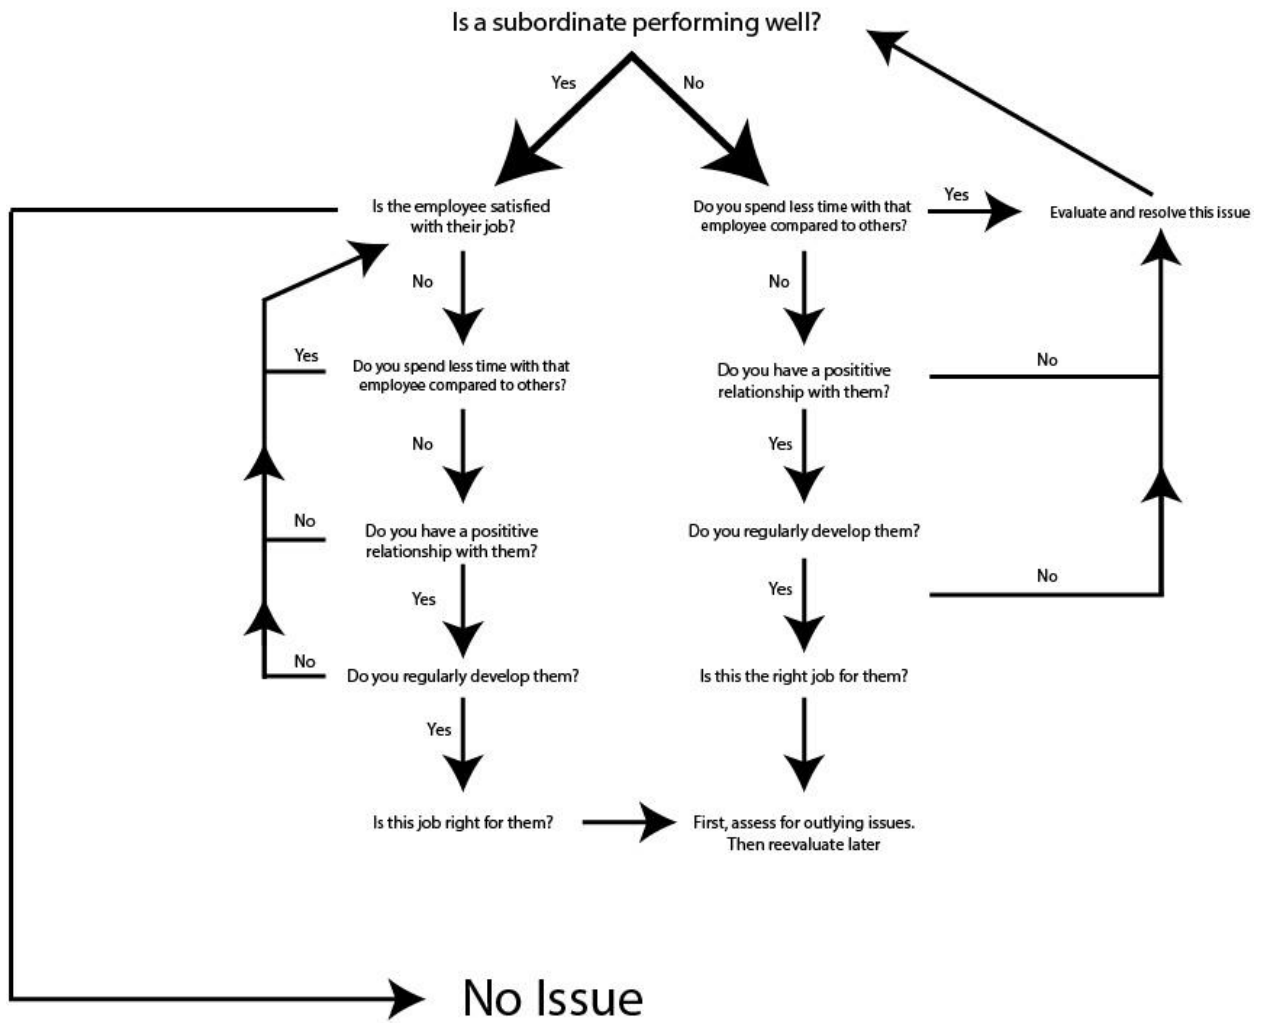 Is a subordinate performing well?
Yes
No
Is the employee satisfied
with their job?
Do you spend less time with that
employee compared to others?
Yes
Evaluate and resolve this issue
No
No
Yes
Do you spend less time with that
employee compared to others?
Do you have a posititive
relationship with them?
No
No
Yes
No
Do you have a posititive
relationship with them?
Do you regularly develop them?
Yes
Yes
No
No
Do you regularly develop them?
Is this the right job for them?
Yes
Is this job right for them?
First, assess for outlying issues.
Then reevaluate later
No Issue